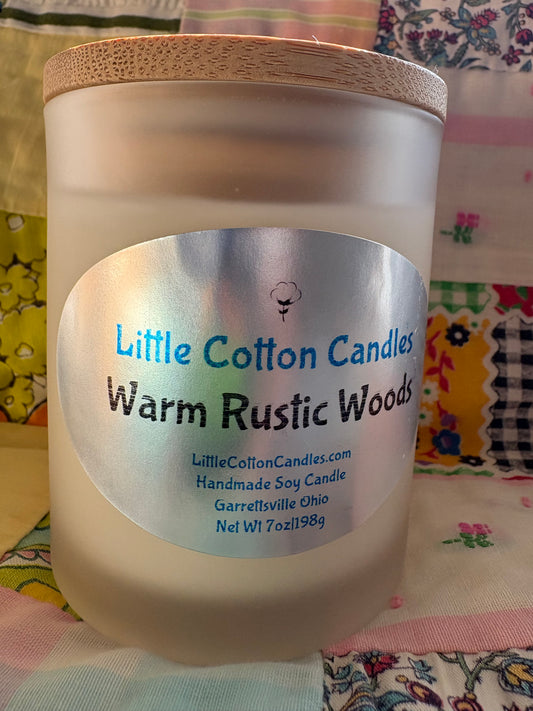 Little Cotton Candles
Warm Rustic Woods
LittleCottonCandles.com
Handmade Soy Candle
Garrettsville Ohio
Net Wt 7oz|198g